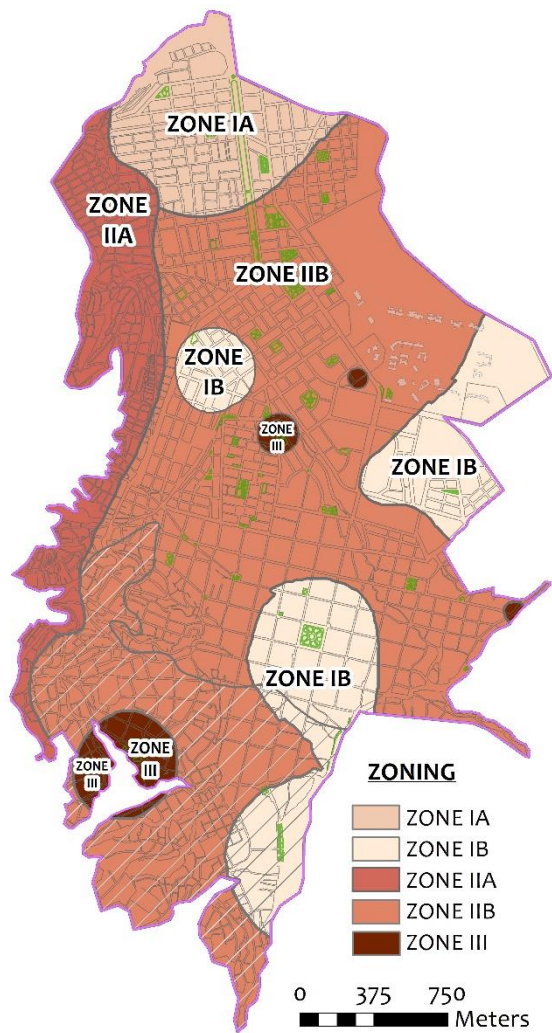 ZONE IA
ZONE
IIA
ZONE IIB
ZONE
IB
ZONE
III
ZONE IB
ZONE IB
ZONE
III
ZONE
III
ZONING
ZONE IA
ZONE IB
ZONE IIA
ZONE IIB
ZONE III
0 375 750
Meters